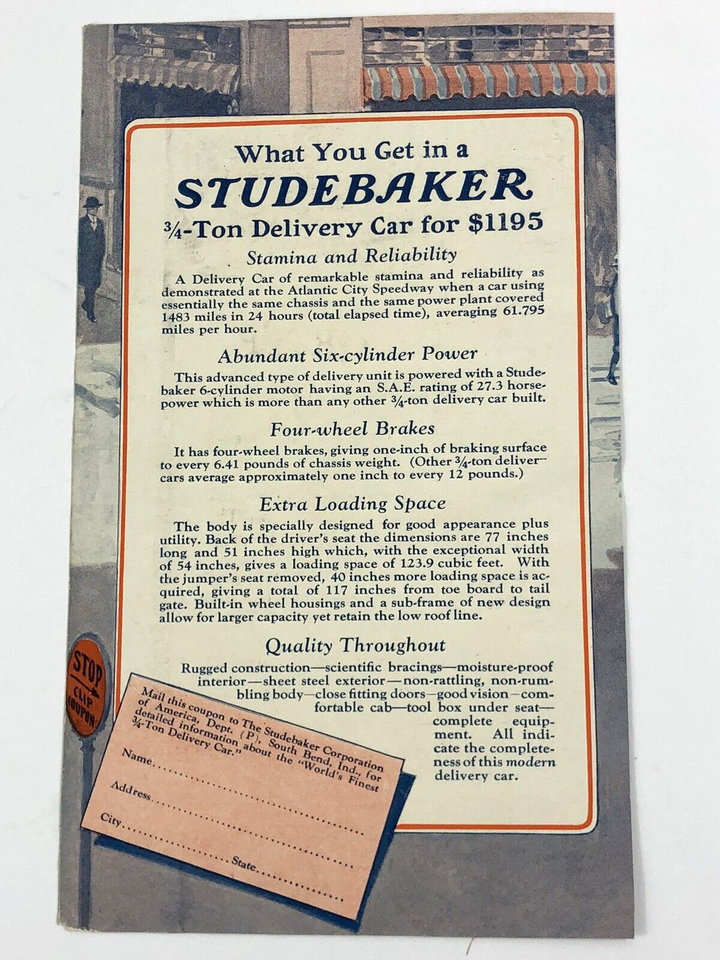 What You Get in a
STUDEBAKER
¾-Ton Delivery Car for $1195
Stamina and Reliability
A Delivery Car of remarkable stamina and reliability as
demonstrated at the Atlantic City Speedway when a car using
essentially the same chassis and the same power plant covered
1483 miles in 24 hours (total elapsed time), averaging 61.795
miles per hour.
Abundant Six-cylinder Power
This advanced type of delivery unit is powered with a Stude-
baker 6-cylinder motor having an S.A.E. rating of 27.3 horse-
power which is more than any other ¾-ton delivery car built.
Four-wheel Brakes
It has four-wheel brakes, giving one-inch of braking surface
to every 6.41 pounds of chassis weight. (Other ¾-ton deliver-
cars average approximately one inch to every 12 pounds.)
Extra Loading Space
The body is specially designed for good appearance plus
utility. Back of the driver's seat the dimensions are 77 inches
long and 51 inches high which, with the exceptional width
of 54 inches, gives a loading space of 123.9 cubic feet. With
the jumper's seat removed, 40 inches more loading space is ac-
quired, giving a total of 117 inches from toe board to tail
gate. Built-in wheel housings and a sub-frame of new design
allow for larger capacity yet retain the low roof line.
Quality Throughout
Rugged construction—scientific bracings—moisture-proof
interior—sheet steel exterior—non-rattling, non-rum-
bling body—close fitting doors—good vision—com-
fortable cab—tool box under seat—
complete equip-
ment. All indi-
cate the complete-
ness of this modern
delivery car.
STOP
CLIP
COUPON
Mail this coupon to The Studebaker Corporation
of America, Dept. (P), South Bend, Ind., for
detailed information about the "World's Finest
¾-Ton Delivery Car."
Name
Address
City State